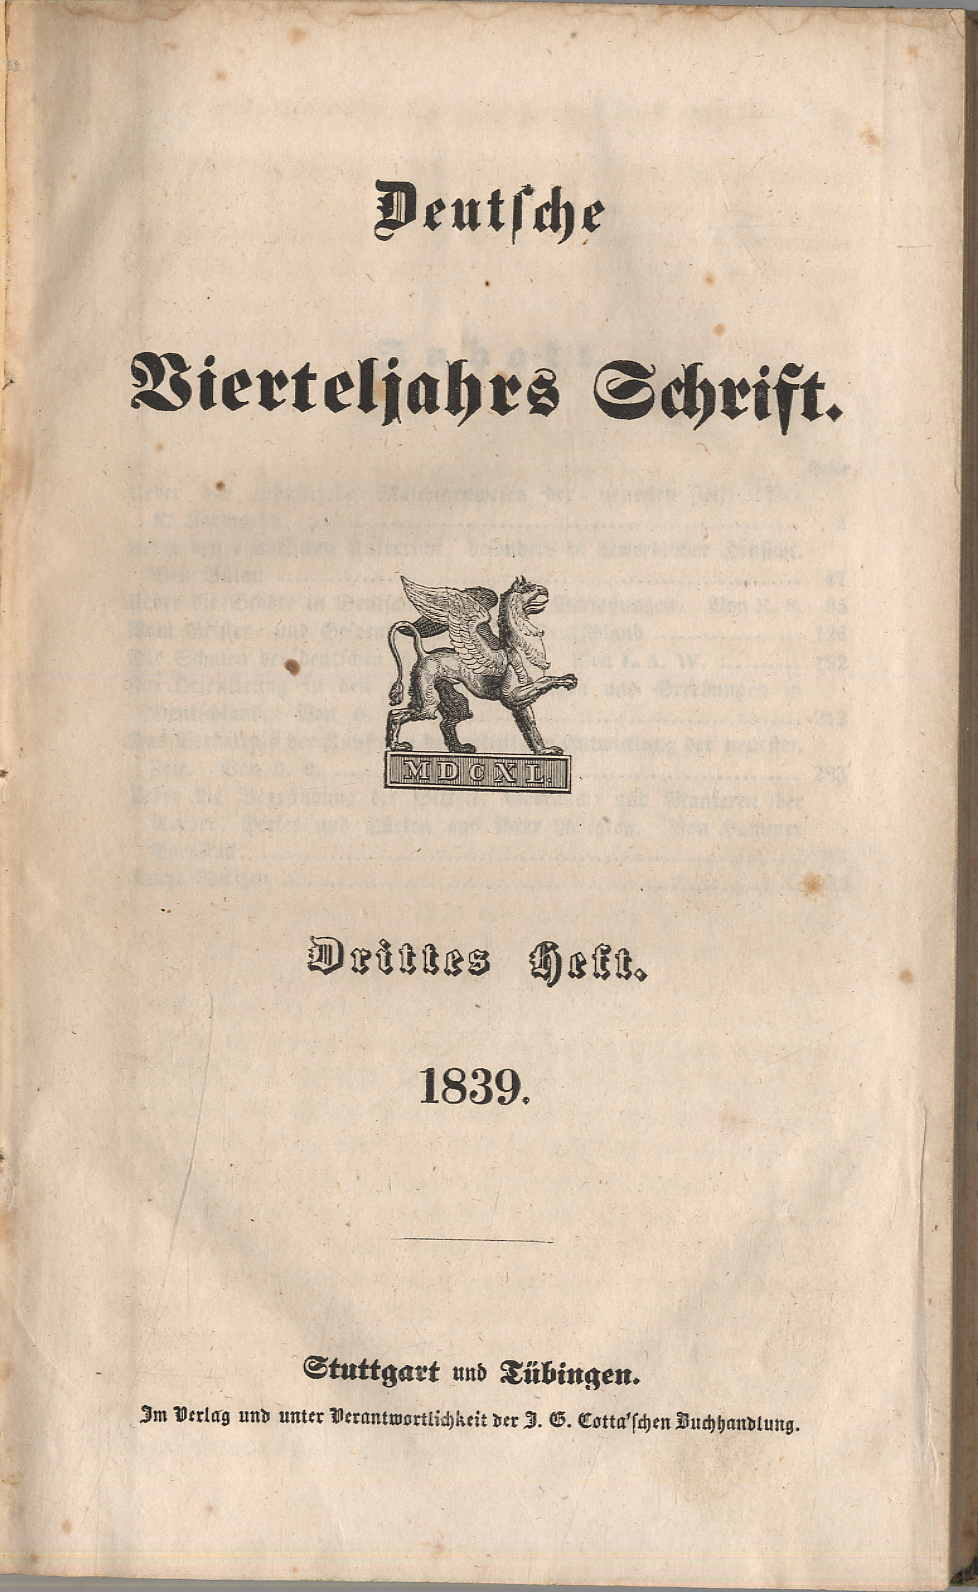 Deutſche
Vierteljahrs Schrift.
MDCXL
Drittes Heft.
1839.
Stuttgart und Tübingen.
Im Verlag und unter Verantwortlichkeit der J. G. Cotta'ſchen Buchhandlung.